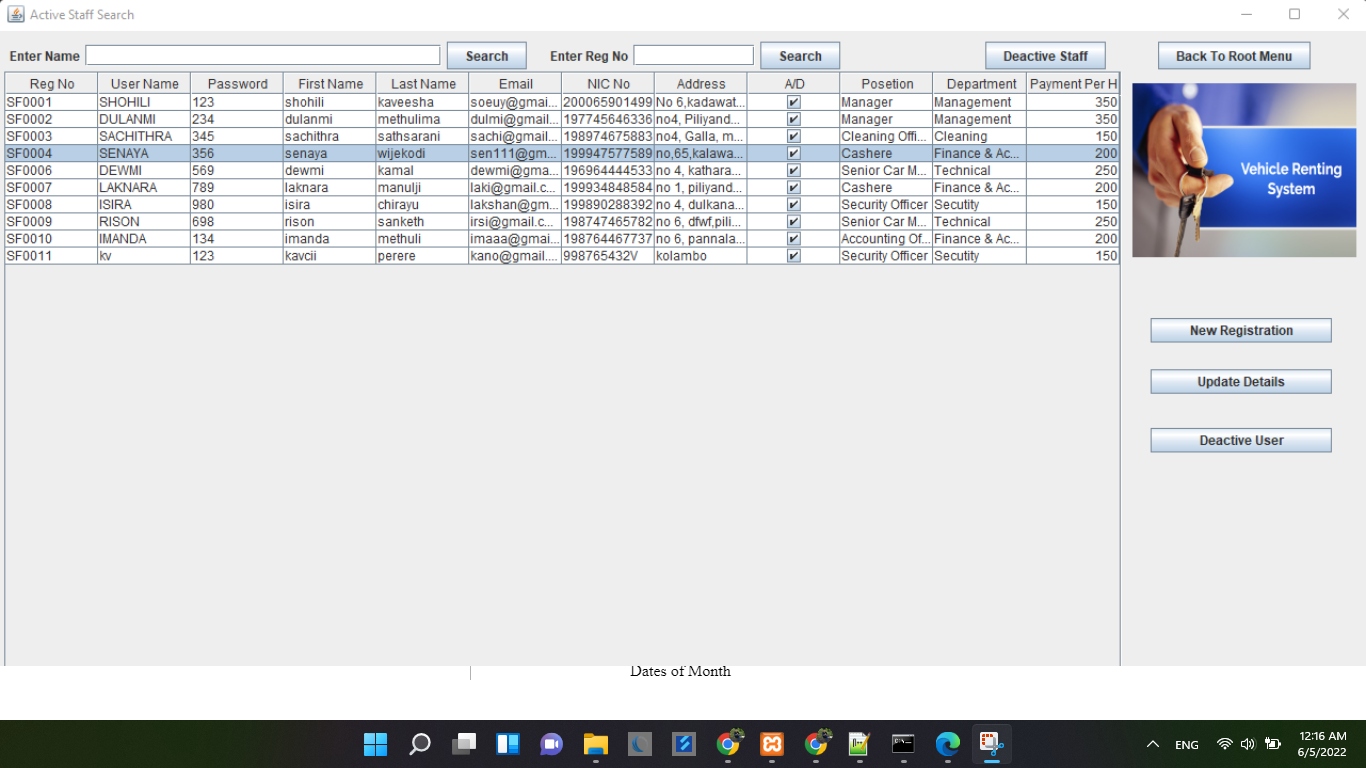 Active Staff Search
Enter Name Search Enter Reg No Search Deactive Staff Back To Root Menu
Reg No User Name Password First Name Last Name Email NIC No Address A/D Posetion Department Payment Per H
SF0001 SHOHILI 123 shohili kaveesha soeuy@gmai... 200065901499 No 6,kadawat... Manager Management 350
SF0002 DULANMI 234 dulanmi methulima dulmi@gmai... 197745646336 no4, Piliyand... Manager Management 350
SF0003 SACHITHRA 345 sachithra sathsarani sachi@gmai... 198974675883 no4, Galla, m... Cleaning Offi... Cleaning 150
SF0004 SENAYA 356 senaya wijekodi sen111@gm... 199947577589 no,65,kalawa... Cashere Finance & Ac... 200
SF0006 DEWMI 569 dewmi kamal dewmi@gma... 196964444533 no 4, kathara... Senior Car M... Technical 250
SF0007 LAKNARA 789 laknara manulji laki@gmail.c... 199934848584 no 1, piliyand... Cashere Finance & Ac... 200
SF0008 ISIRA 980 isira chirayu lakshan@gm... 199890288392 no 4, dulkana... Security Officer Secutity 150
SF0009 RISON 698 rison sanketh irsi@gmail.c... 198747465782 no 6, dfwf,pili... Senior Car M... Technical 250
SF0010 IMANDA 134 imanda methuli imaaa@gmai... 198764467737 no 6, pannala... Accounting Of... Finance & Ac... 200
SF0011 kv 123 kavcii perere kano@gmail.... 998765432V kolambo Security Officer Secutity 150
Vehicle Renting
System
New Registration
Update Details
Deactive User
Dates of Month
ENG
12:16 AM
6/5/2022